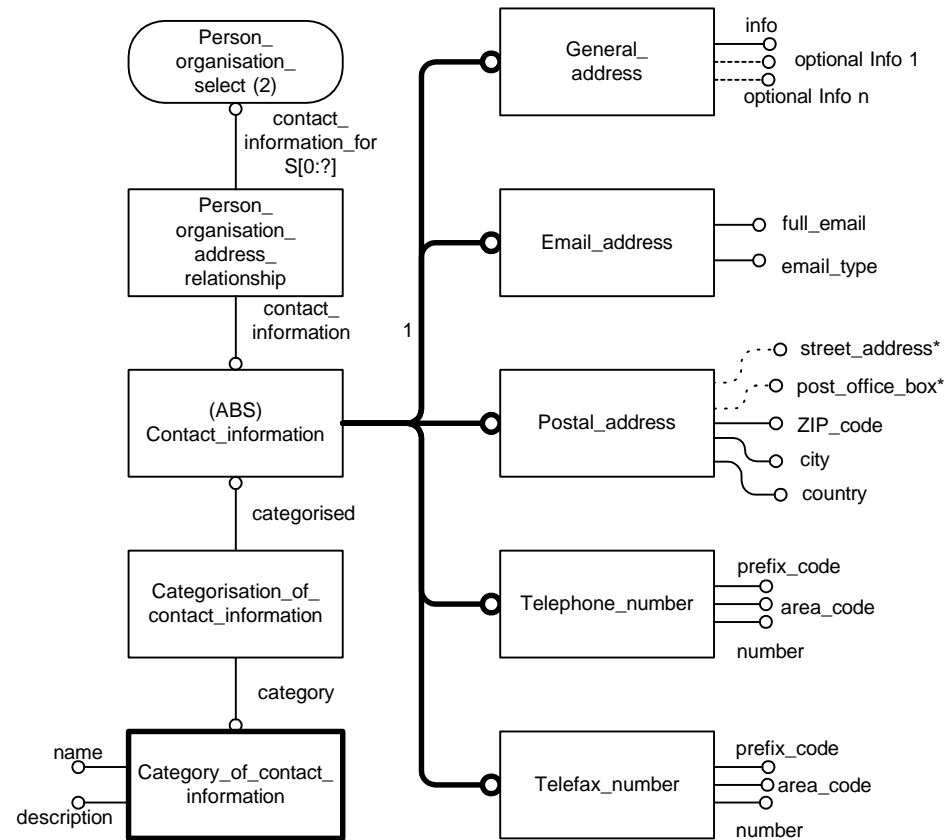 Person_
organisation_
select (2)
contact_
information_for
S[0:?]
Person_
organisation_
address_
relationship
contact_
information
(ABS)
Contact_information
categorised
Categorisation_of_
contact_information
category
name
description
Category_of_contact_
information
1
General_
address
info
optional Info 1
optional Info n
Email_address
full_email
email_type
Postal_address
street_address*
post_office_box*
ZIP_code
city
country
Telephone_number
prefix_code
area_code
number
Telefax_number
prefix_code
area_code
number